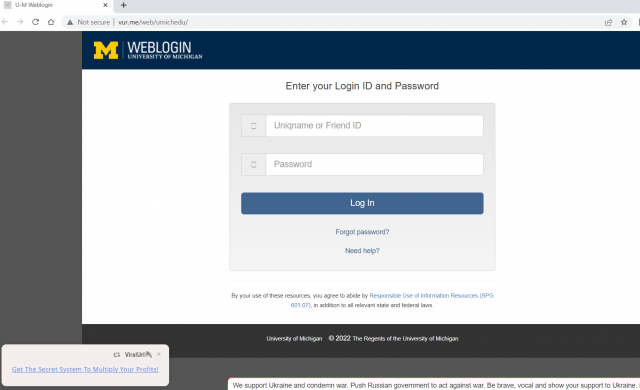 U-M Weblogin
Not secure | vur.me/web/umichedu/
M WEBLOGIN
UNIVERSITY OF MICHIGAN
Enter your Login ID and Password
Uniqname or Friend ID
Password
Log In
Forgot password?
Need help?
By your use of these resources, you agree to abide by Responsible Use of Information Resources (SPG
601.07), in addition to all relevant state and federal laws.
University of Michigan © 2022 The Regents of the University of Michigan
ViralUrl
Get The Secret System To Multiply Your Profits!
We support Ukraine and condemn war. Push Russian government to act against war. Be brave, vocal and show your support to Ukraine.